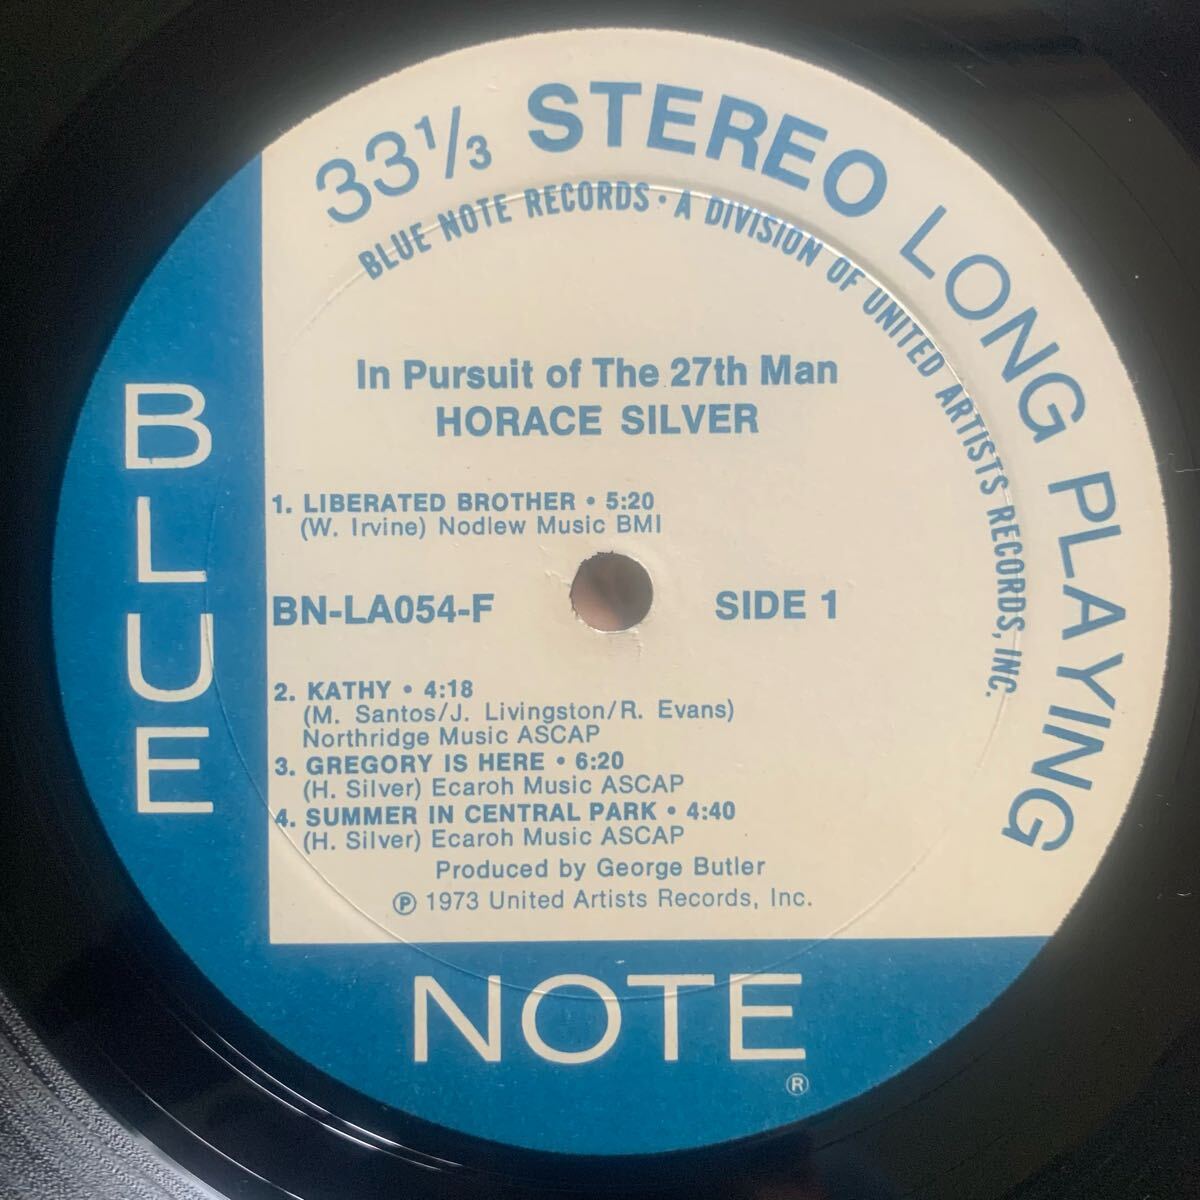 33 1/3 STEREO LONG PLAYING
BLUE NOTE RECORDS · A DIVISION OF UNITED ARTISTS RECORDS, INC.
In Pursuit of The 27th Man
HORACE SILVER
1. LIBERATED BROTHER • 5:20
(W. Irvine) Nodlew Music BMI
BN-LA054-F
SIDE 1
2. KATHY • 4:18
(M. Santos/J. Livingston/R. Evans)
Northridge Music ASCAP
3. GREGORY IS HERE • 6:20
(H. Silver) Ecaroh Music ASCAP
4. SUMMER IN CENTRAL PARK • 4:40
(H. Silver) Ecaroh Music ASCAP
Produced by George Butler
℗ 1973 United Artists Records, Inc.
BLUE
NOTE
®